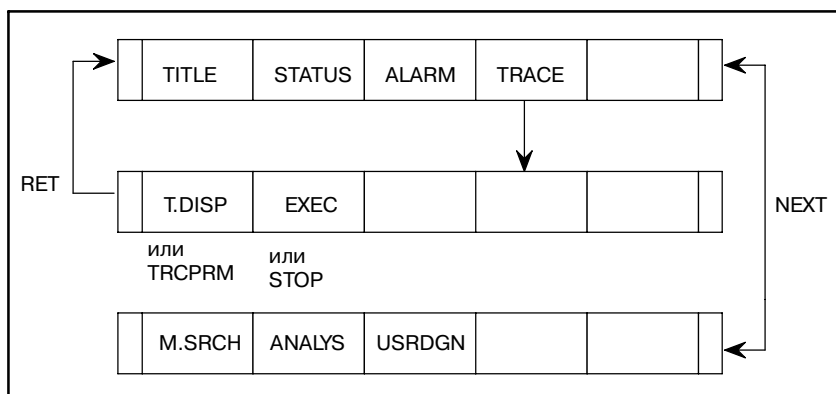 TITLE STATUS ALARM TRACE
RET
T.DISP EXEC
NEXT
или
TRCPRM
или
STOP
M.SRCH ANALYS USRDGN